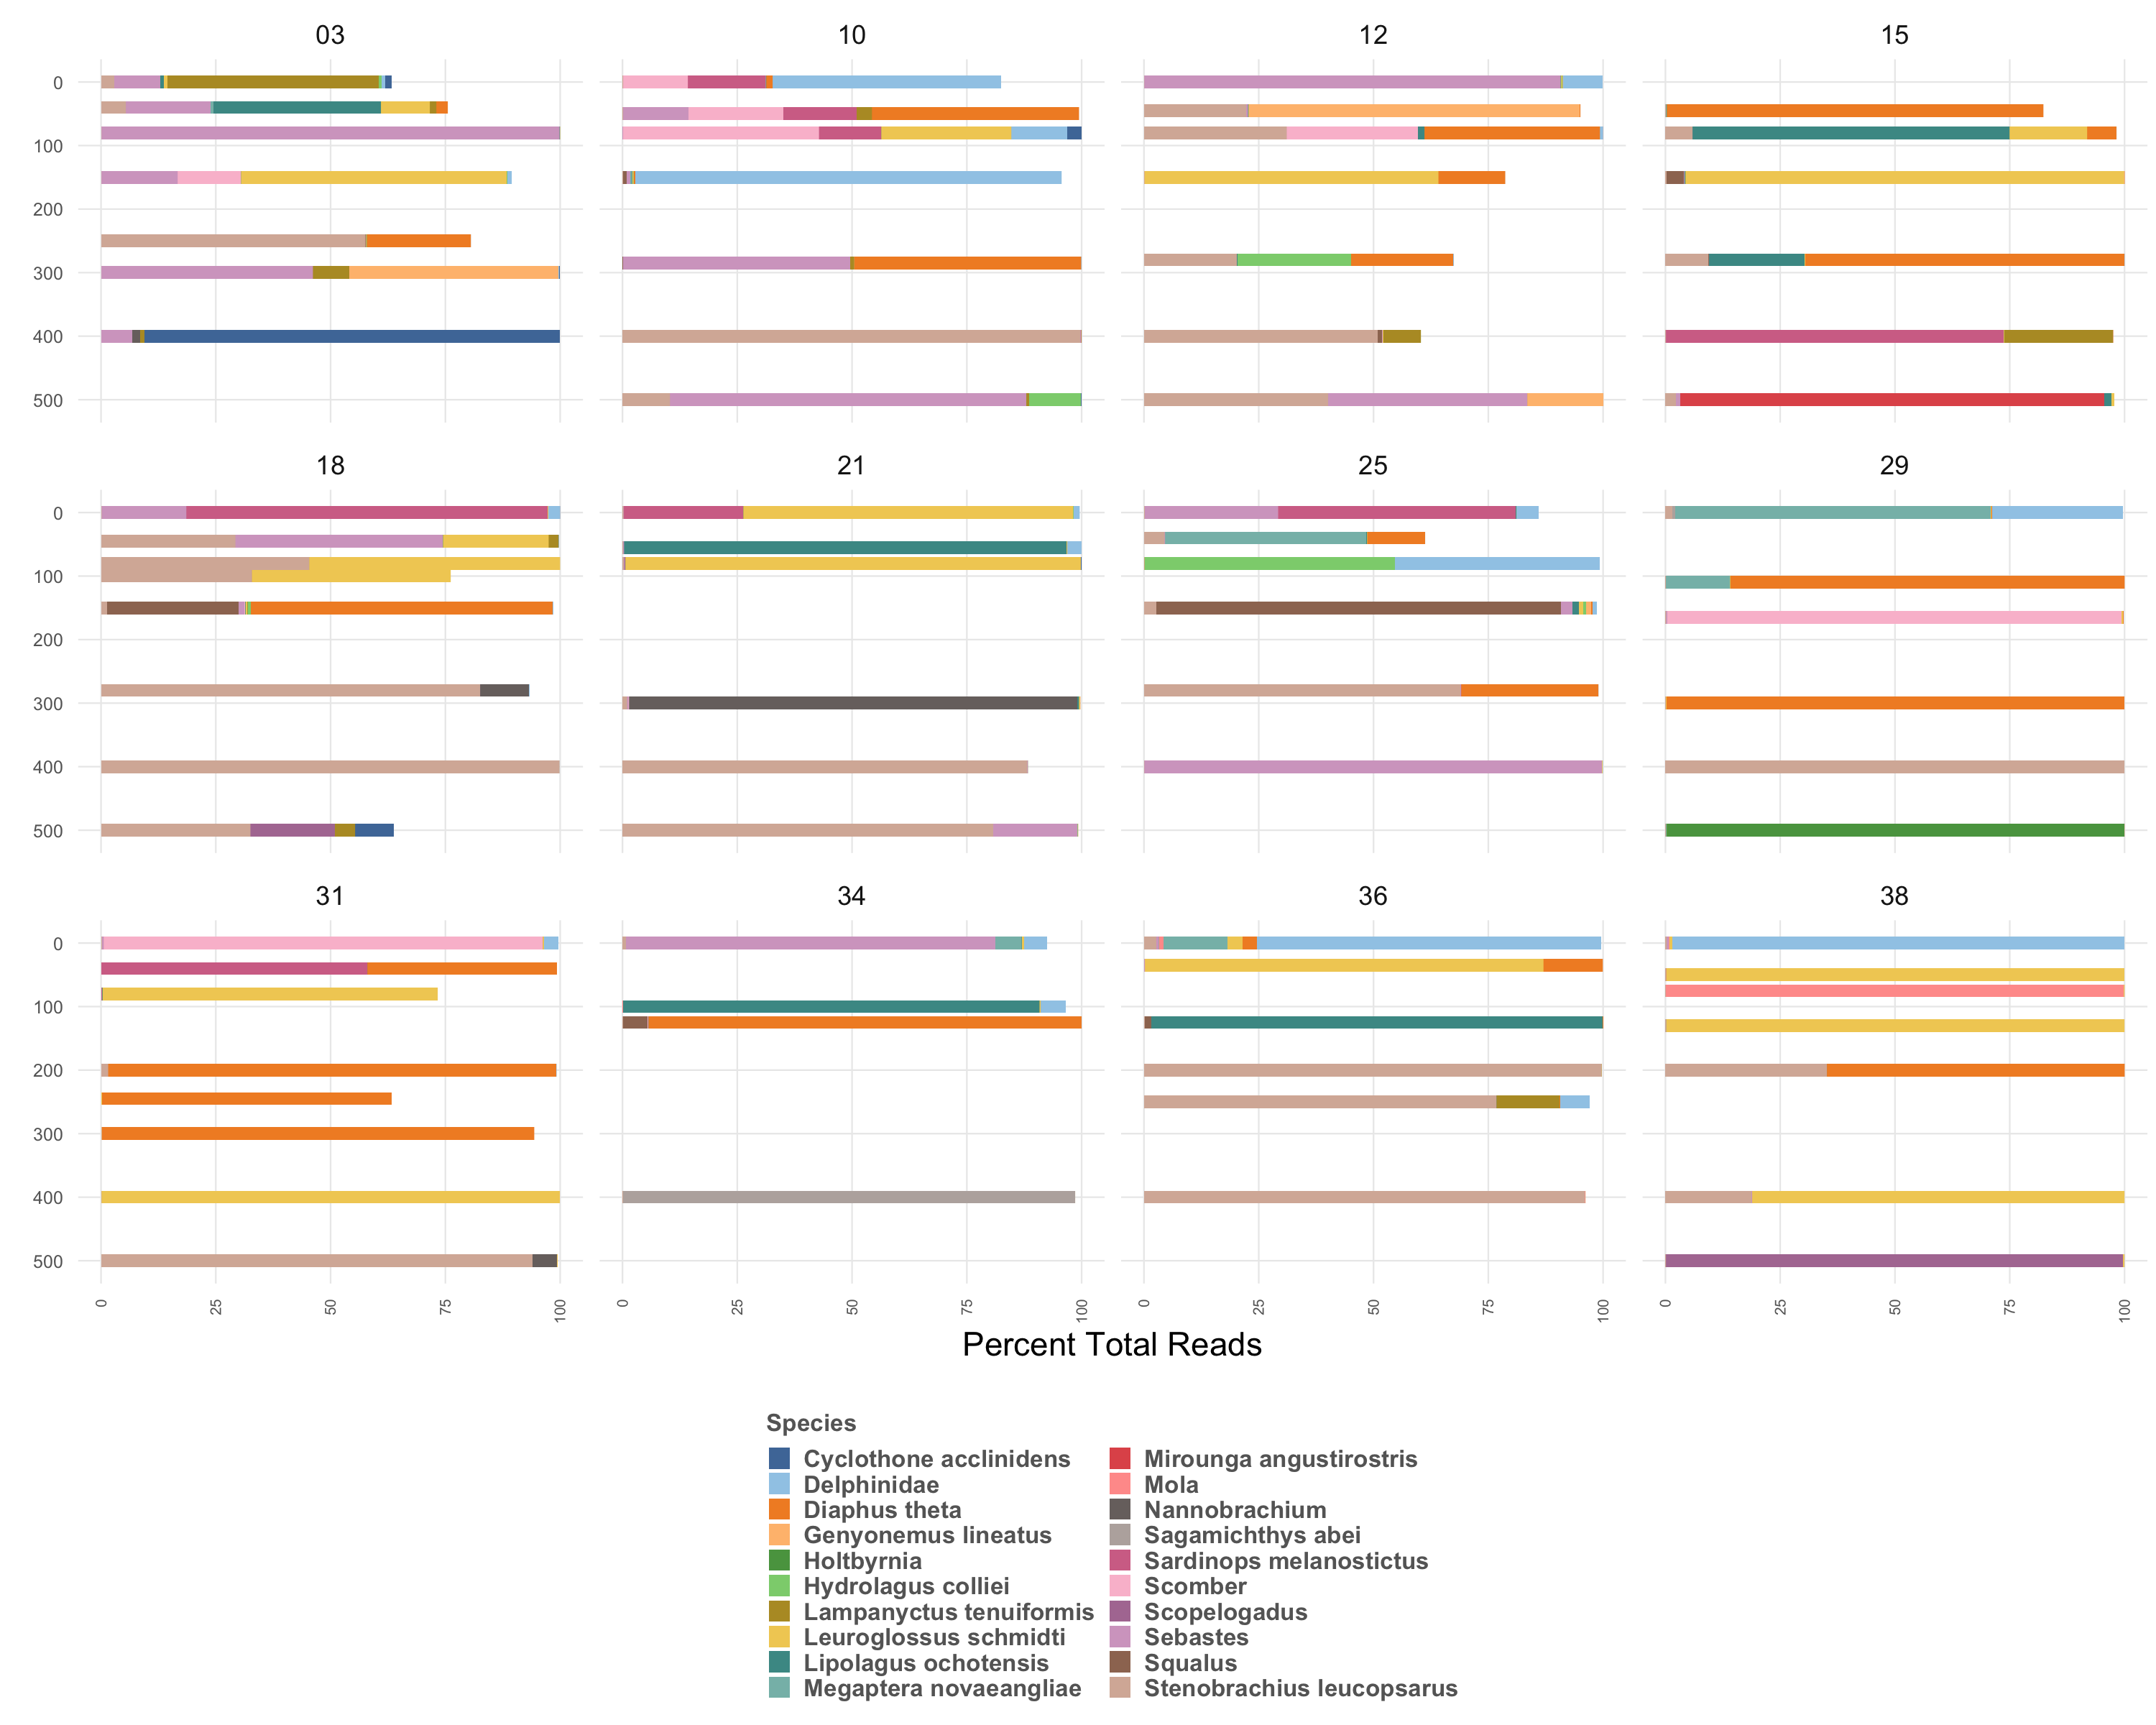 03 10 12 15
0
100
200
300
400
500
18 21 25 29
0
100
200
300
400
500
31 34 36 38
0
100
200
300
400
500
0 25 50 75 100 0 25 50 75 100 0 25 50 75 100 0 25 50 75 100
Percent Total Reads
Species
Cyclothone acclinidens
Delphinidae
Diaphus theta
Genyonemus lineatus
Holtbyrnia
Hydrolagus colliei
Lampanyctus tenuiformis
Leuroglossus schmidti
Lipolagus ochotensis
Megaptera novaeangliae
Mirounga angustirostris
Mola
Nannobrachium
Sagamichthys abei
Sardinops melanostictus
Scomber
Scopelogadus
Sebastes
Squalus
Stenobrachius leucopsarus